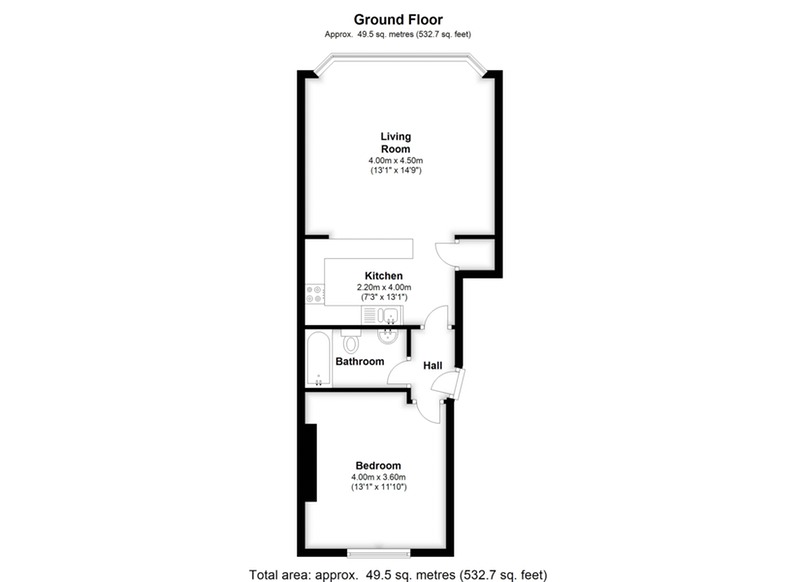 Ground Floor
Approx. 49.5 sq. metres (532.7 sq. feet)
Living
Room
4.00m x 4.50m
(13'1" x 14'9")
Kitchen
2.20m x 4.00m
(7'3" x 13'1")
Bathroom
Hall
Bedroom
4.00m x 3.60m
(13'1" x 11'10")
Total area: approx. 49.5 sq. metres (532.7 sq. feet)